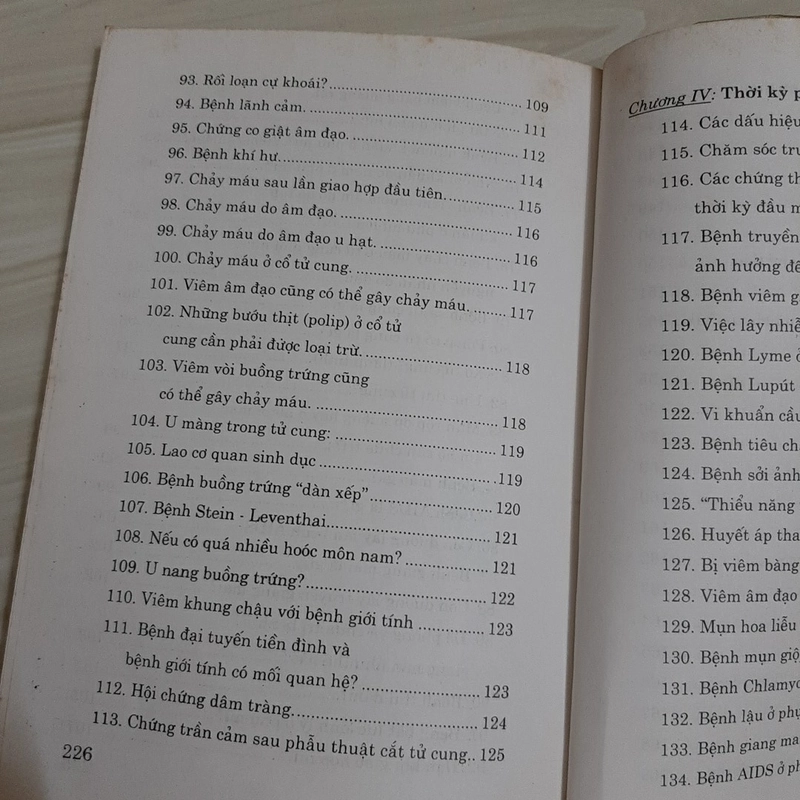 93. Rối loạn cự khoái? 109
94. Bệnh lãnh cảm. 111
95. Chứng co giật âm đạo. 112
96. Bệnh khí hư. 114
97. Chảy máu sau lần giao hợp đầu tiên. 115
98. Chảy máu do âm đạo. 116
99. Chảy máu do âm đạo u hạt. 116
100. Chảy máu ở cổ tử cung. 117
101. Viêm âm đạo cũng có thể gây chảy máu. 117
102. Những bướu thịt (polip) ở cổ tử
cung cần phải được loại trừ. 118
103. Viêm vòi buồng trứng cũng
có thể gây chảy máu. 118
104. U màng trong tử cung: 119
105. Lao cơ quan sinh dục 119
106. Bệnh buồng trứng “dàn xếp” 120
107. Bệnh Stein - Leventhai. 121
108. Nếu có quá nhiều hoóc môn nam? 121
109. U nang buồng trứng? 122
110. Viêm khung chậu với bệnh giới tính 123
111. Bệnh đại tuyến tiền đình và
bệnh giới tính có mối quan hệ? 123
112. Hội chứng dâm tràng. 124
113. Chứng trần cảm sau phẫu thuật cắt tử cung.. 125
226
Chương IV: Thời kỳ p
114. Các dấu hiệu
115. Chăm sóc trư
116. Các chứng th
thời kỳ đầu m
117. Bệnh truyền
ảnh hưởng đế
118. Bệnh viêm g
119. Việc lây nhiễ
120. Bệnh Lyme ở
121. Bệnh Lupút
122. Vi khuẩn cầu
123. Bệnh tiêu ch
124. Bệnh sởi ảnh
125. “Thiểu năng
126. Huyết áp tha
127. Bị viêm bàng
128. Viêm âm đạo
129. Mụn hoa liễu
130. Bệnh mụn giộ
131. Bệnh Chlamyd
132. Bệnh lậu ở phụ
133. Bệnh giang ma
134. Bệnh AIDS ở ph